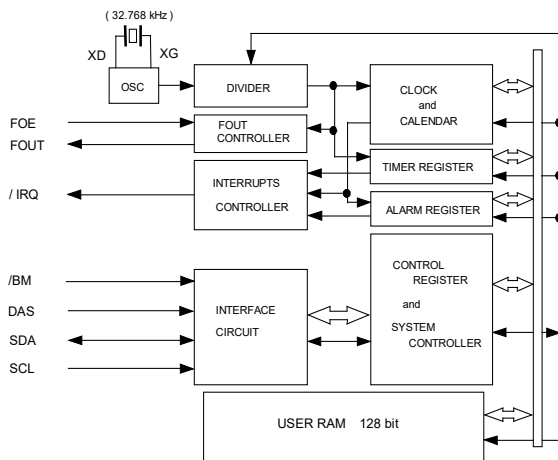 ( 32.768 kHz )
XD
XG
OSC
DIVIDER
CLOCK
and
CALENDAR
FOE
FOUT
FOUT
CONTROLLER
TIMER REGISTER
/ IRQ
INTERRUPTS
CONTROLLER
ALARM REGISTER
/BM
DAS
SDA
SCL
INTERFACE
CIRCUIT
CONTROL
REGISTER
and
SYSTEM
CONTROLLER
USER RAM 128 bit